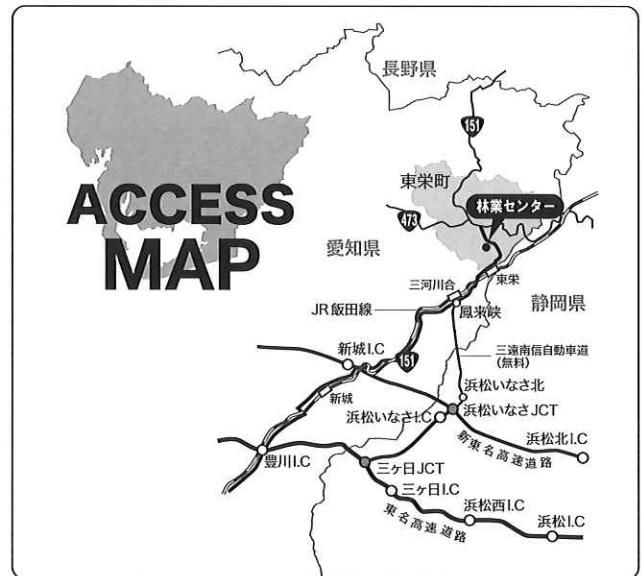 長野県
151
ACCESS
MAP
東栄町
林業センター
473
愛知県
東栄
三河川合
静岡県
JR飯田線
鳳来峡
三遠南信自動車道
(無料)
新城I.C
151
浜松いなさ北
新城
浜松いなさI.C
浜松いなさJCT
新東名高速道路
浜松北I.C
豊川I.C
三ヶ日JCT
三ヶ日I.C
浜松西I.C
東名高速道路
浜松I.C